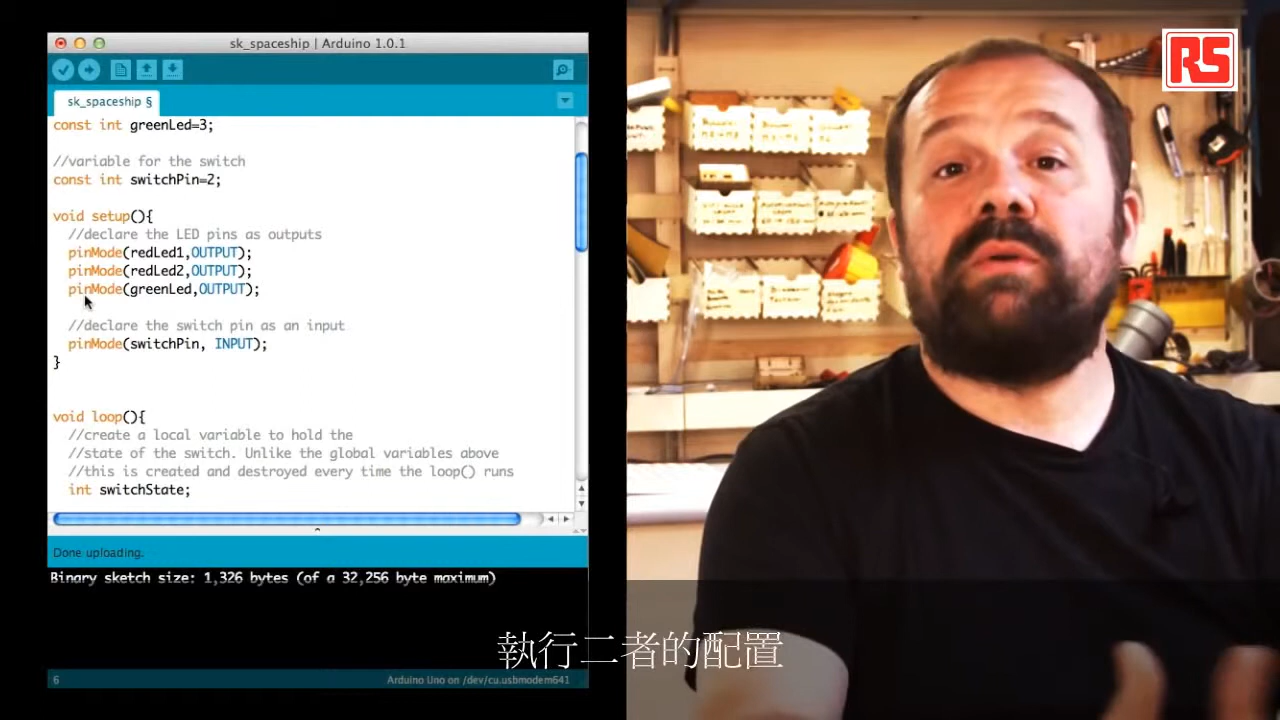 sk_spaceship | Arduino 1.0.1
sk_spaceship §
const int greenLed=3;
//variable for the switch
const int switchPin=2;
void setup(){
//declare the LED pins as outputs
pinMode(redLed1,OUTPUT);
pinMode(redLed2,OUTPUT);
pinMode(greenLed,OUTPUT);
//declare the switch pin as an input
pinMode(switchPin, INPUT);
}
void loop(){
//create a local variable to hold the
//state of the switch. Unlike the global variables above
//this is created and destroyed every time the loop() runs
int switchState;
Done uploading.
Binary sketch size: 1,326 bytes (of a 32,256 byte maximum)
6
Arduino Uno on /dev/cu.usbmodem641
RS
執行二者的配置